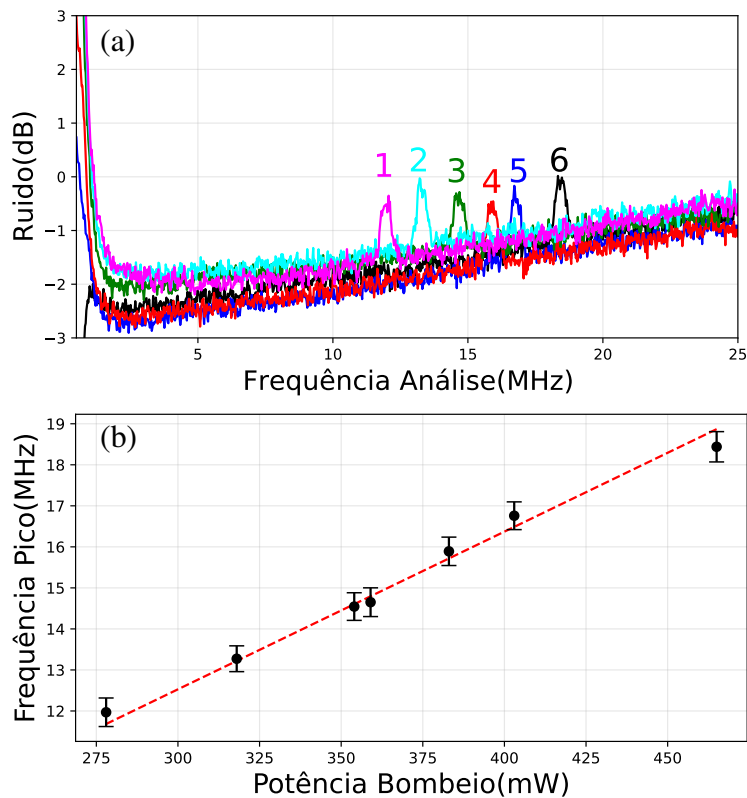 (a)
Ruido(dB)
3
2
1
0
−1
−2
−3
1 2 3 4 5 6
5 10 15 20 25
Frequência Análise(MHz)
(b)
Frequência Pico(MHz)
19
18
17
16
15
14
13
12
275 300 325 350 375 400 425 450
Potência Bombeio(mW)